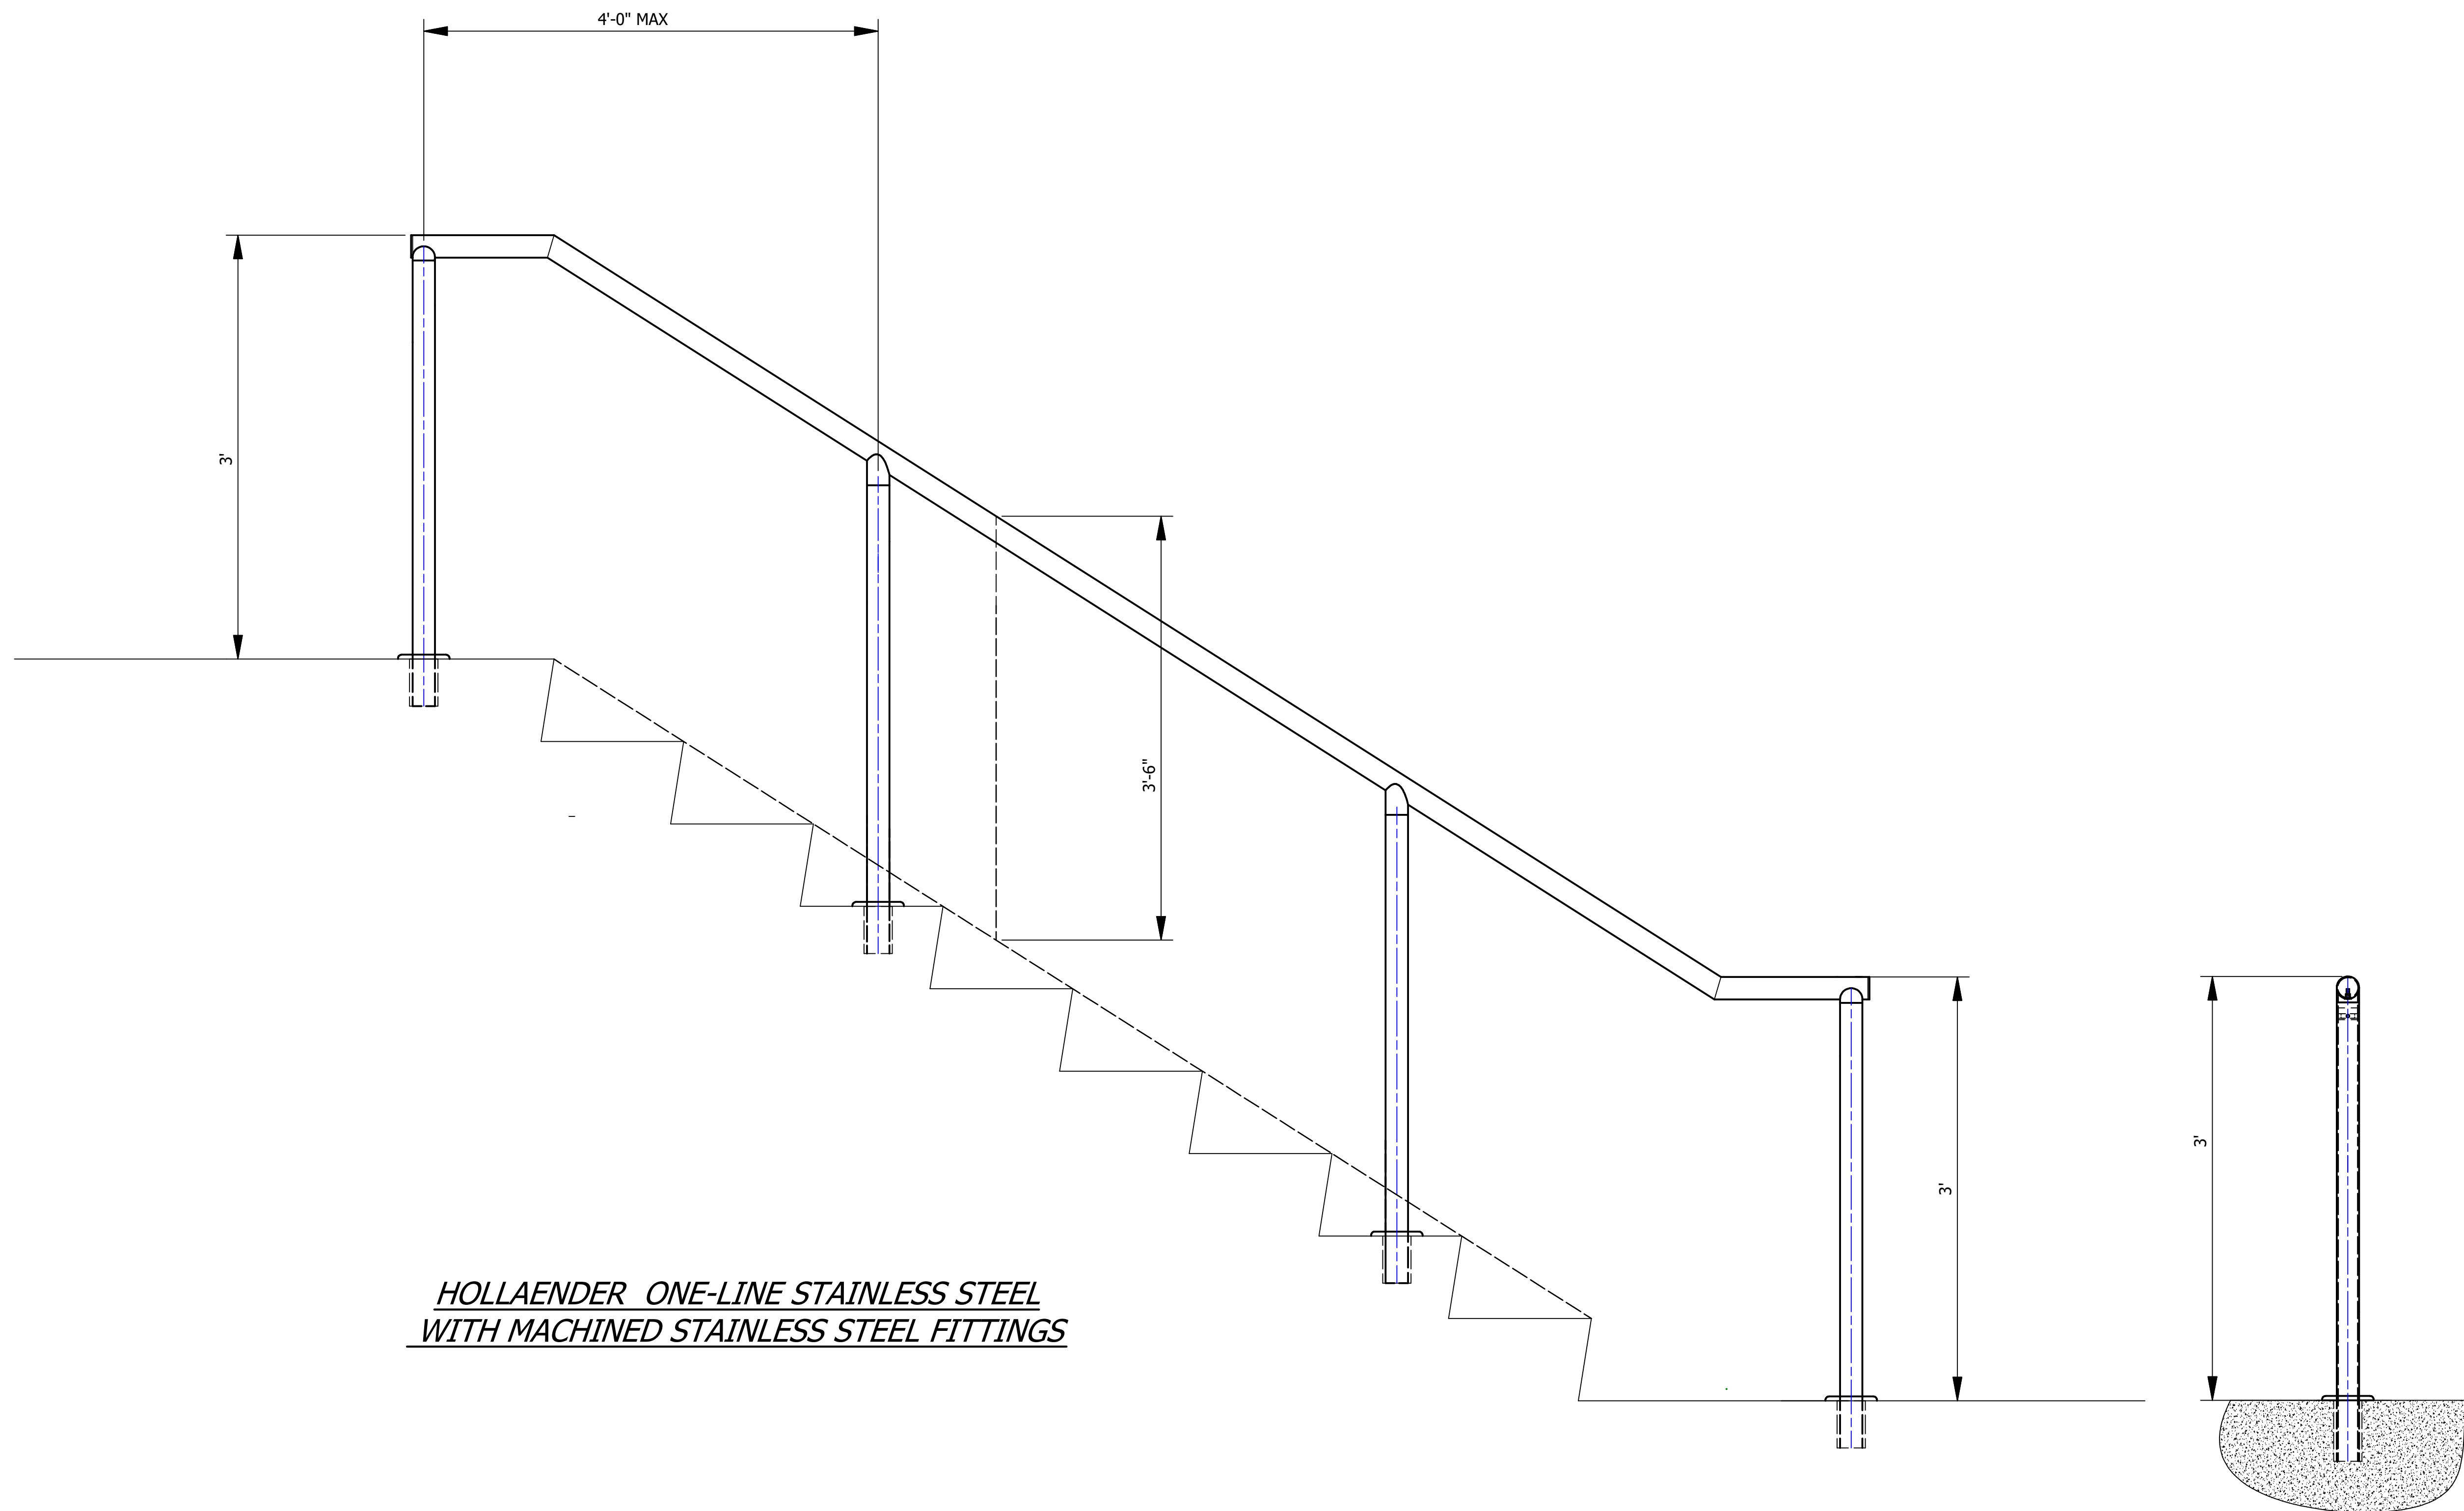 4'-0" MAX
3'
3'-6"
3'
3'
HOLLAENDER  ONE-LINE STAINLESS STEEL
WITH MACHINED STAINLESS STEEL FITTINGS